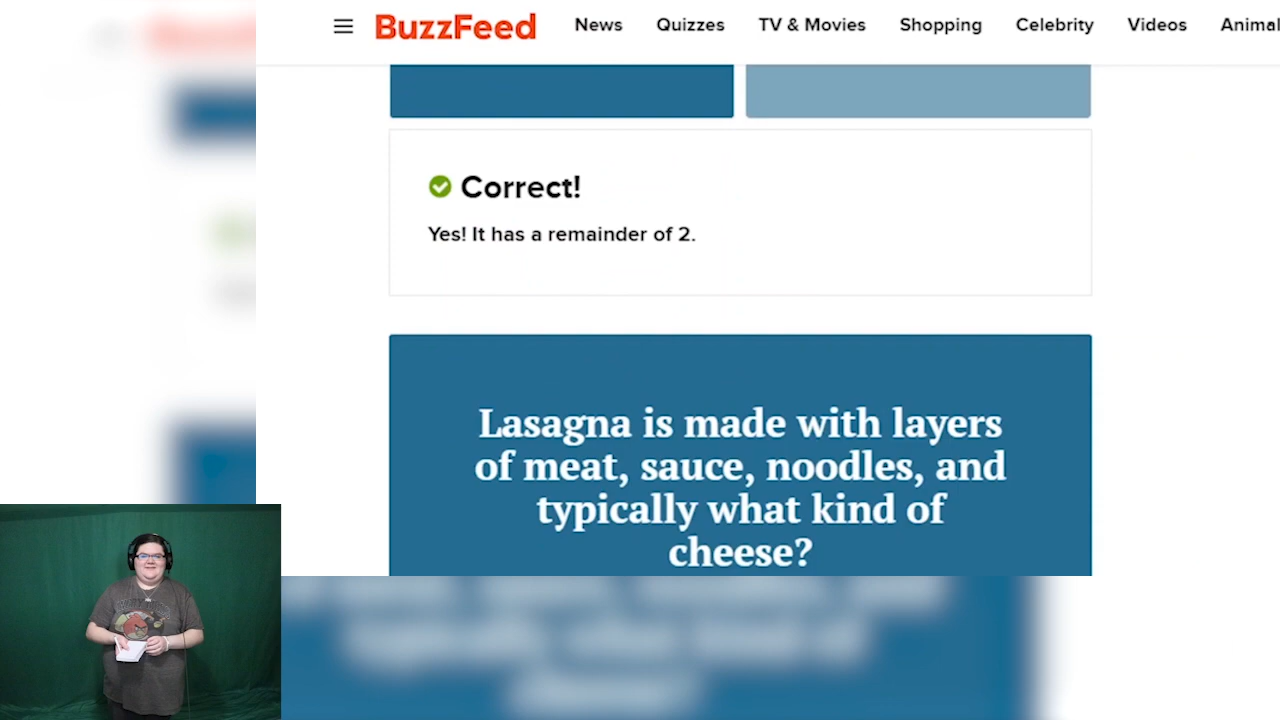 BuzzFeed News Quizzes TV & Movies Shopping Celebrity Videos Animal
Correct!
Yes! It has a remainder of 2.
Lasagna is made with layers
of meat, sauce, noodles, and
typically what kind of
cheese?